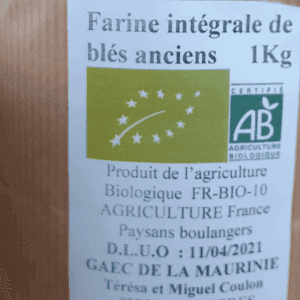 Farine intégrale de
blés anciens 1Kg
CERTIFIÉ
AB
AGRICULTURE
BIOLOGIQUE
Produit de l'agriculture
Biologique FR-BIO-10
AGRICULTURE France
Paysans boulangers
D.L.U.O : 11/04/2021
GAEC DE LA MAURINIE
Térésa et Miguel Coulon